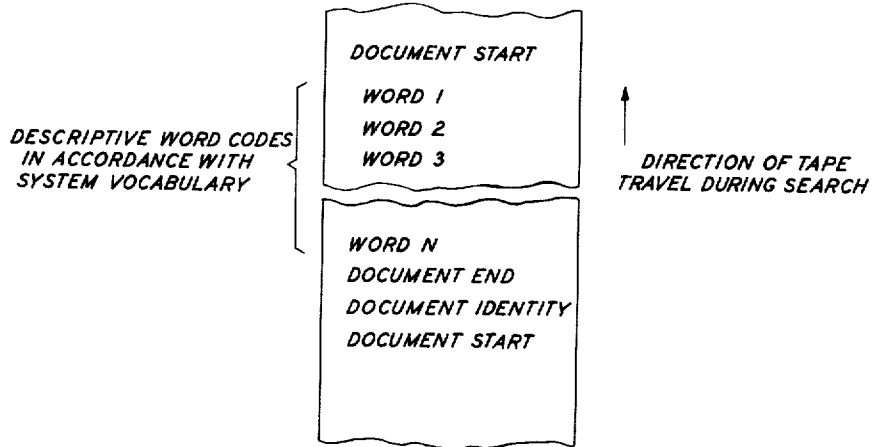 DOCUMENT START
WORD 1
WORD 2
WORD 3
DESCRIPTIVE WORD CODES
IN ACCORDANCE WITH
SYSTEM VOCABULARY
DIRECTION OF TAPE
TRAVEL DURING SEARCH
WORD N
DOCUMENT END
DOCUMENT IDENTITY
DOCUMENT START